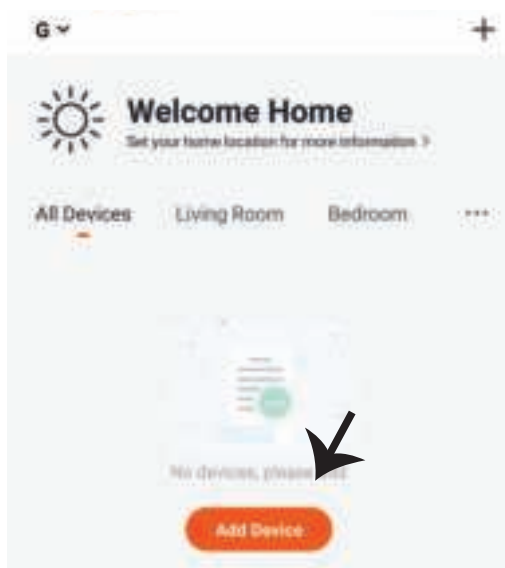 G
Welcome Home
Set your home location for more information >
All Devices
Living Room
Bedroom
...
No devices, please
Add Device